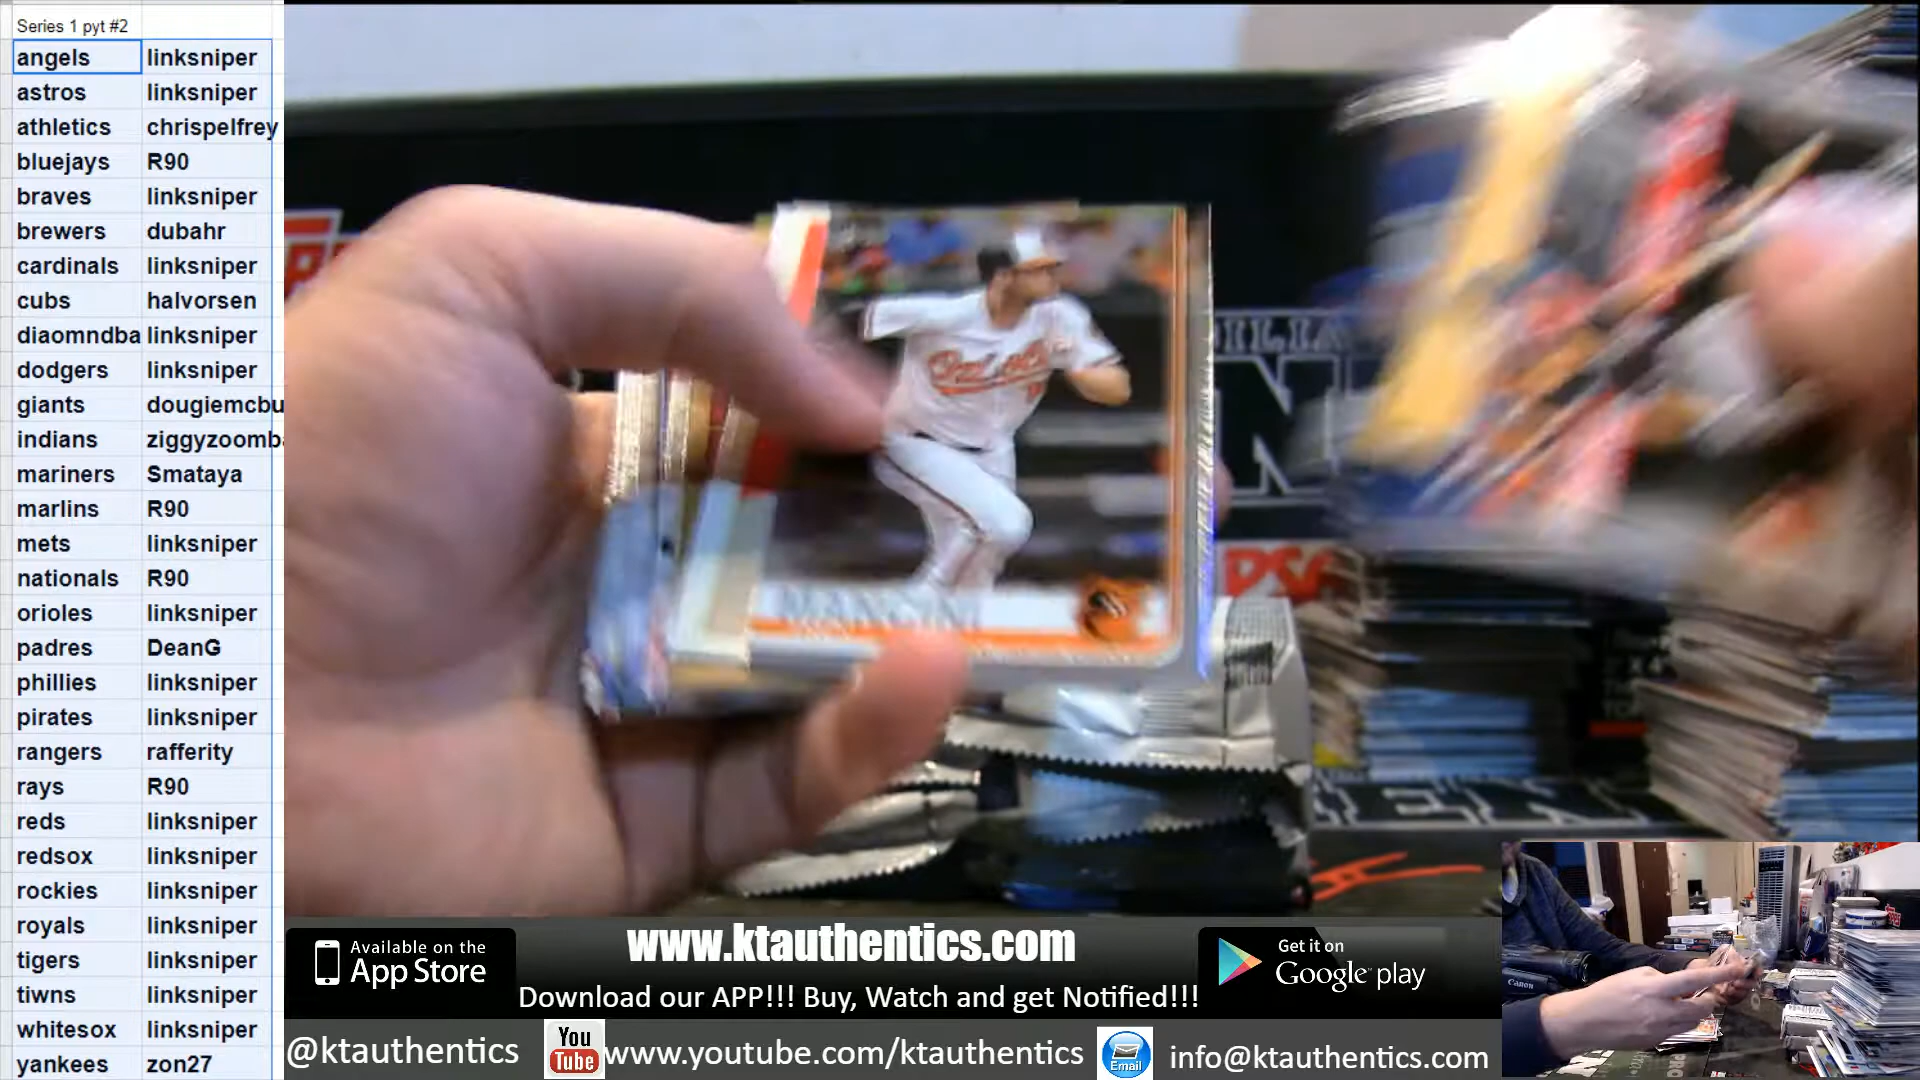 Series 1 pyt #2
angels linksniper
astros linksniper
athletics chrispelfrey
bluejays R90
braves linksniper
brewers dubahr
cardinals linksniper
cubs halvorsen
diaomndba linksniper
dodgers linksniper
giants dougiemcbu
indians ziggyzoomb
mariners Smataya
marlins R90
mets linksniper
nationals R90
orioles linksniper
padres DeanG
phillies linksniper
pirates linksniper
rangers rafferity
rays R90
reds linksniper
redsox linksniper
rockies linksniper
royals linksniper
tigers linksniper
tiwns linksniper
whitesox linksniper
yankees zon27
Orioles
MANCINI
PSA
Available on the
App Store
www.ktauthentics.com
Download our APP!!! Buy, Watch and get Notified!!!
Get it on
Google play
@ktauthentics
You
Tube
www.youtube.com/ktauthentics
Email
info@ktauthentics.com
Canon